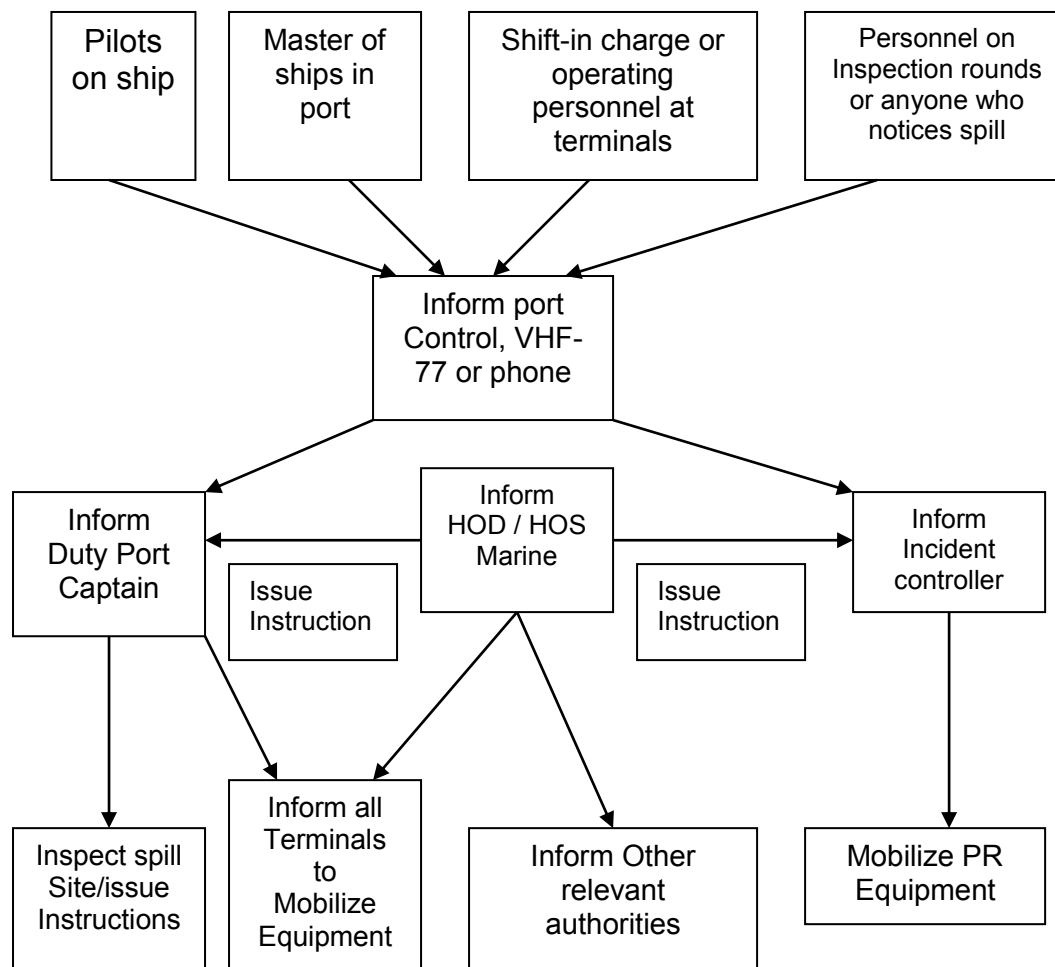 Pilots
on ship
Master of
ships in
port
Shift-in charge or
operating
personnel at
terminals
Personnel on
Inspection rounds
or anyone who
notices spill
Inform port
Control, VHF-
77 or phone
Inform
Duty Port
Captain
Inform
HOD / HOS
Marine
Inform
Incident
controller
Issue
Instruction
Issue
Instruction
Inspect spill
Site/issue
Instructions
Inform all
Terminals
to
Mobilize
Equipment
Inform Other
relevant
authorities
Mobilize PR
Equipment